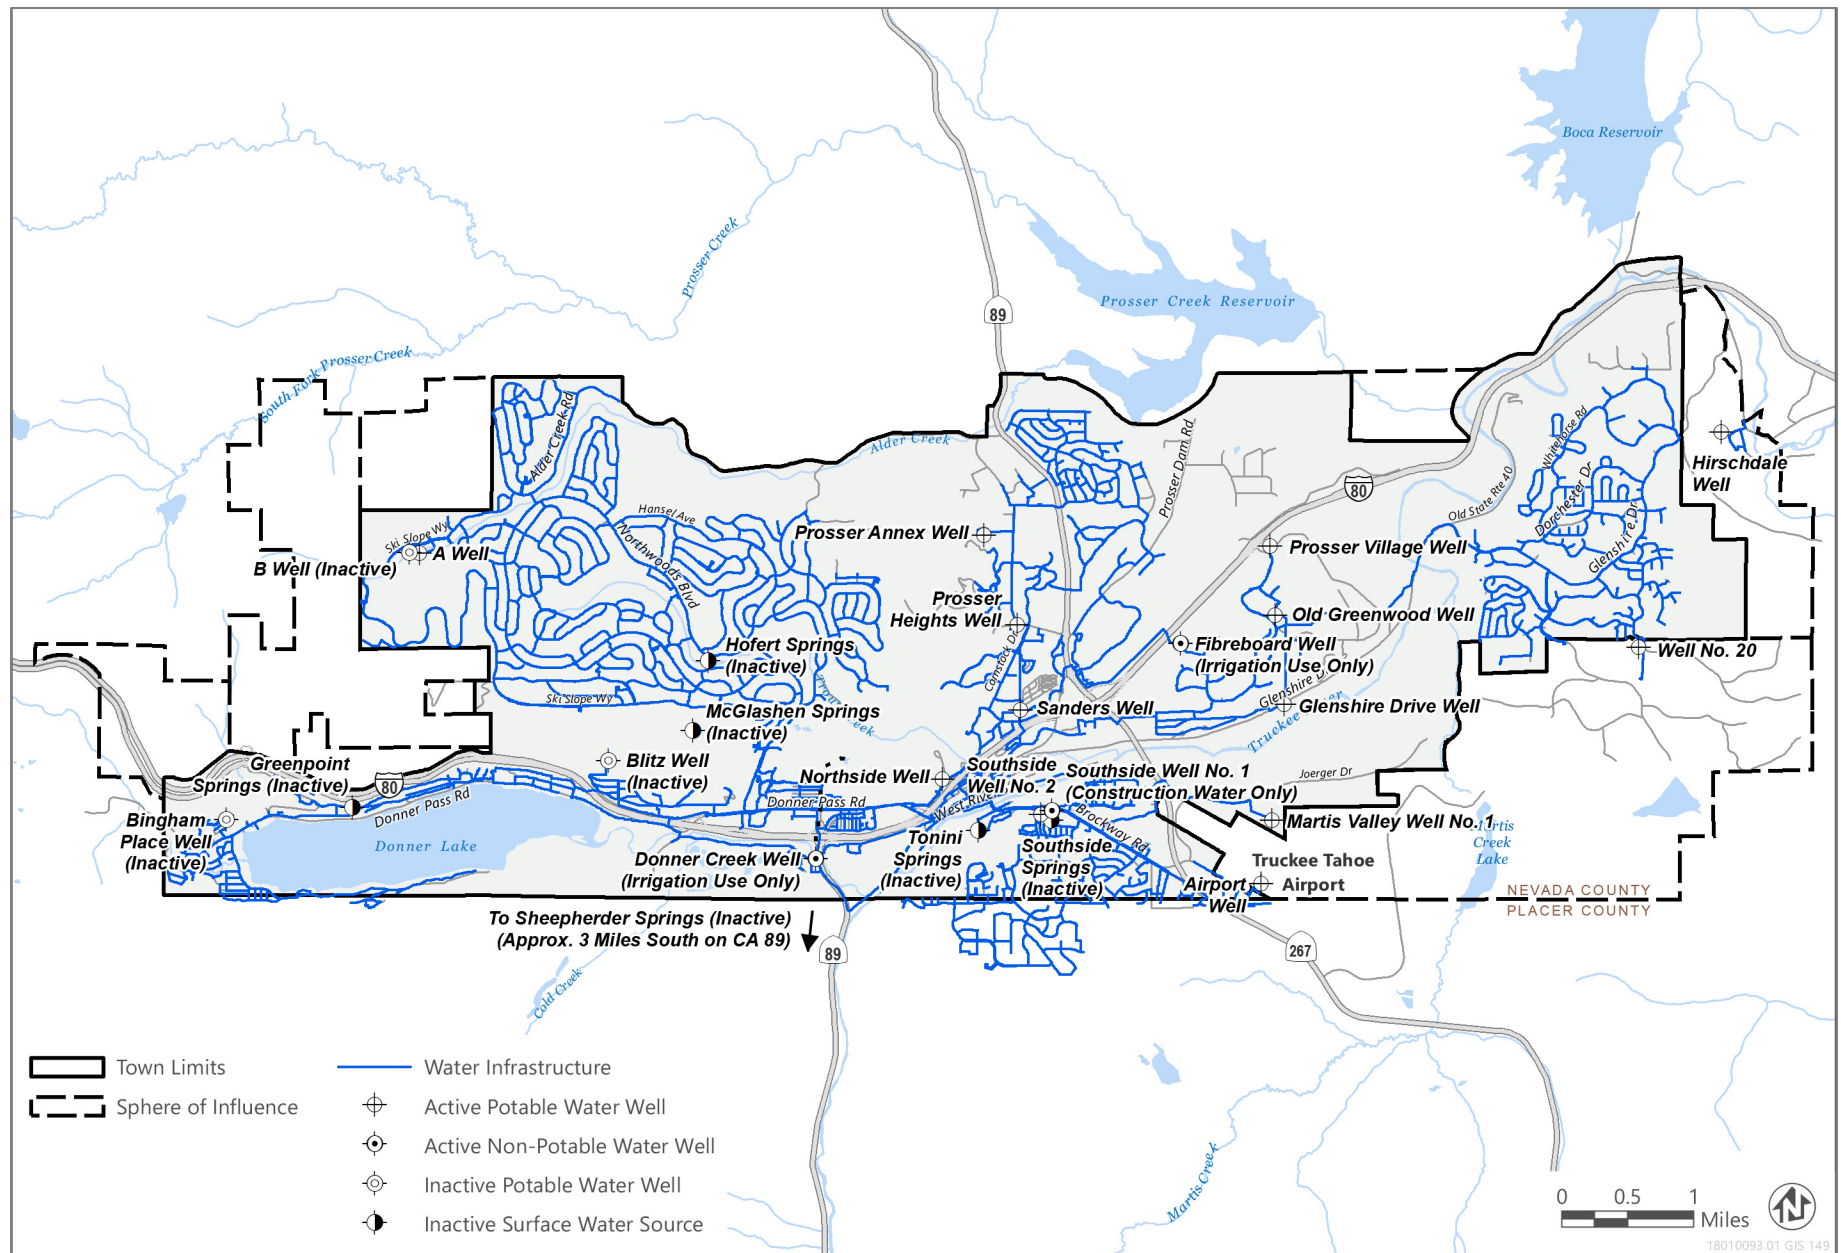 Boca Reservoir
Prosser Creek
Prosser Creek Reservoir
89
South Fork Prosser Creek
Alder Creek Rd
Alder Creek
Prosser Dam Rd
80
Old State Rte 40
Whitehorse Rd
Dorchester Dr
Glenshire Dr
Hirschdale
Well
Ski Slope Wy
Hansel Ave
Northwoods Blvd
A Well
B Well (Inactive)
Prosser Annex Well
Prosser Village Well
Prosser
Heights Well
Old Greenwood Well
Comstock Dr
Fibreboard Well
(Irrigation Use Only)
Hofert Springs
(Inactive)
Well No. 20
Glenshire Dr
Glenshire Drive Well
Truckee River
Ski Slope Wy
Trout Creek
McGlashen Springs
(Inactive)
Sanders Well
Greenpoint
Springs (Inactive)
80
Donner Pass Rd
Blitz Well
(Inactive)
Northside Well
Southside
Well No. 2
Southside Well No. 1
(Construction Water Only)
Joerger Dr
Donner Pass Rd
West River
Brockway Rd
Bingham
Place Well
(Inactive)
Donner Lake
Tonini
Springs
(Inactive)
Southside
Springs
(Inactive)
Martis Valley Well No. 1
Martis
Creek
Lake
Donner Creek Well
(Irrigation Use Only)
Truckee Tahoe
Airport
Airport
Well
NEVADA COUNTY
PLACER COUNTY
To Sheepherder Springs (Inactive)
(Approx. 3 Miles South on CA 89)
89
267
Cold Creek
Martis Creek
Town Limits
Sphere of Influence
Water Infrastructure
Active Potable Water Well
Active Non-Potable Water Well
Inactive Potable Water Well
Inactive Surface Water Source
0 0.5 1
Miles
N
18010093.01 GIS 149